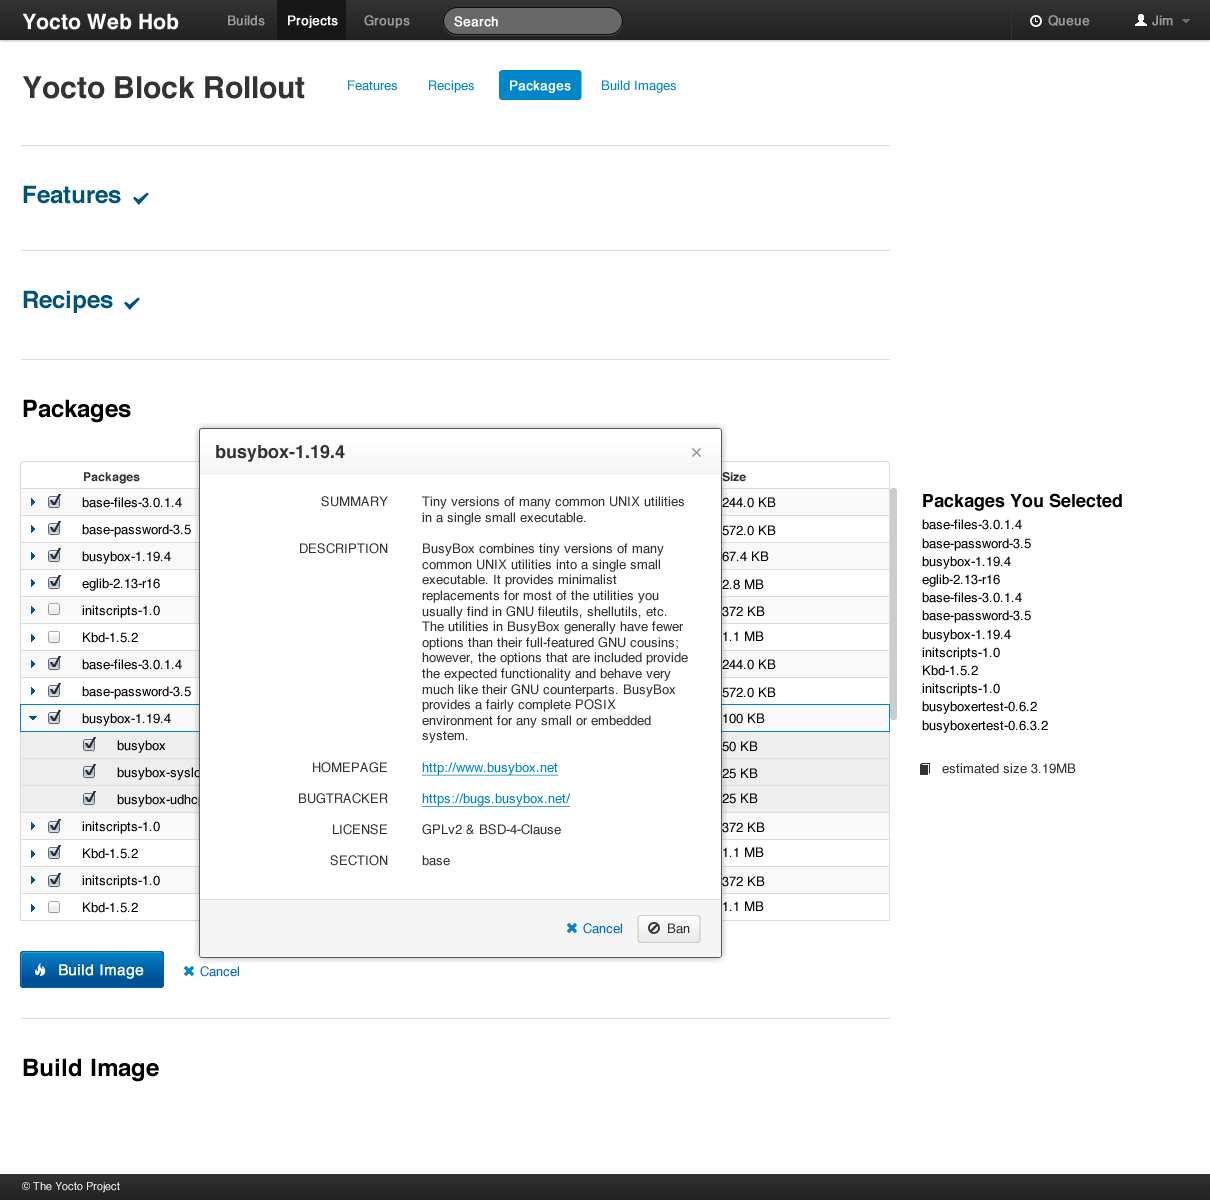 Yocto Web Hob Builds Projects Groups Search Queue Jim
Yocto Block Rollout Features Recipes Packages Build Images
Features
Recipes
Packages
busybox-1.19.4 ×
SUMMARY Tiny versions of many common UNIX utilities
in a single small executable.
DESCRIPTION BusyBox combines tiny versions of many
common UNIX utilities into a single small
executable. It provides minimalist
replacements for most of the utilities you
usually find in GNU fileutils, shellutils, etc.
The utilities in BusyBox generally have fewer
options than their full-featured GNU cousins;
however, the options that are included provide
the expected functionality and behave very
much like their GNU counterparts. BusyBox
provides a fairly complete POSIX
environment for any small or embedded
system.
HOMEPAGE http://www.busybox.net
BUGTRACKER https://bugs.busybox.net/
LICENSE GPLv2 & BSD-4-Clause
SECTION base
Cancel Ban
Packages Size
base-files-3.0.1.4 244.0 KB
base-password-3.5 572.0 KB
busybox-1.19.4 67.4 KB
eglib-2.13-r16 2.8 MB
initscripts-1.0 372 KB
Kbd-1.5.2 1.1 MB
base-files-3.0.1.4 244.0 KB
base-password-3.5 572.0 KB
busybox-1.19.4 100 KB
busybox 50 KB
25 KB
25 KB
initscripts-1.0 372 KB
Kbd-1.5.2 1.1 MB
initscripts-1.0 372 KB
Kbd-1.5.2 1.1 MB
Packages You Selected
base-files-3.0.1.4
base-password-3.5
busybox-1.19.4
eglib-2.13-r16
base-files-3.0.1.4
base-password-3.5
busybox-1.19.4
initscripts-1.0
Kbd-1.5.2
initscripts-1.0
busyboxertest-0.6.2
busyboxertest-0.6.3.2
estimated size 3.19MB
Build Image Cancel
Build Image
© The Yocto Project